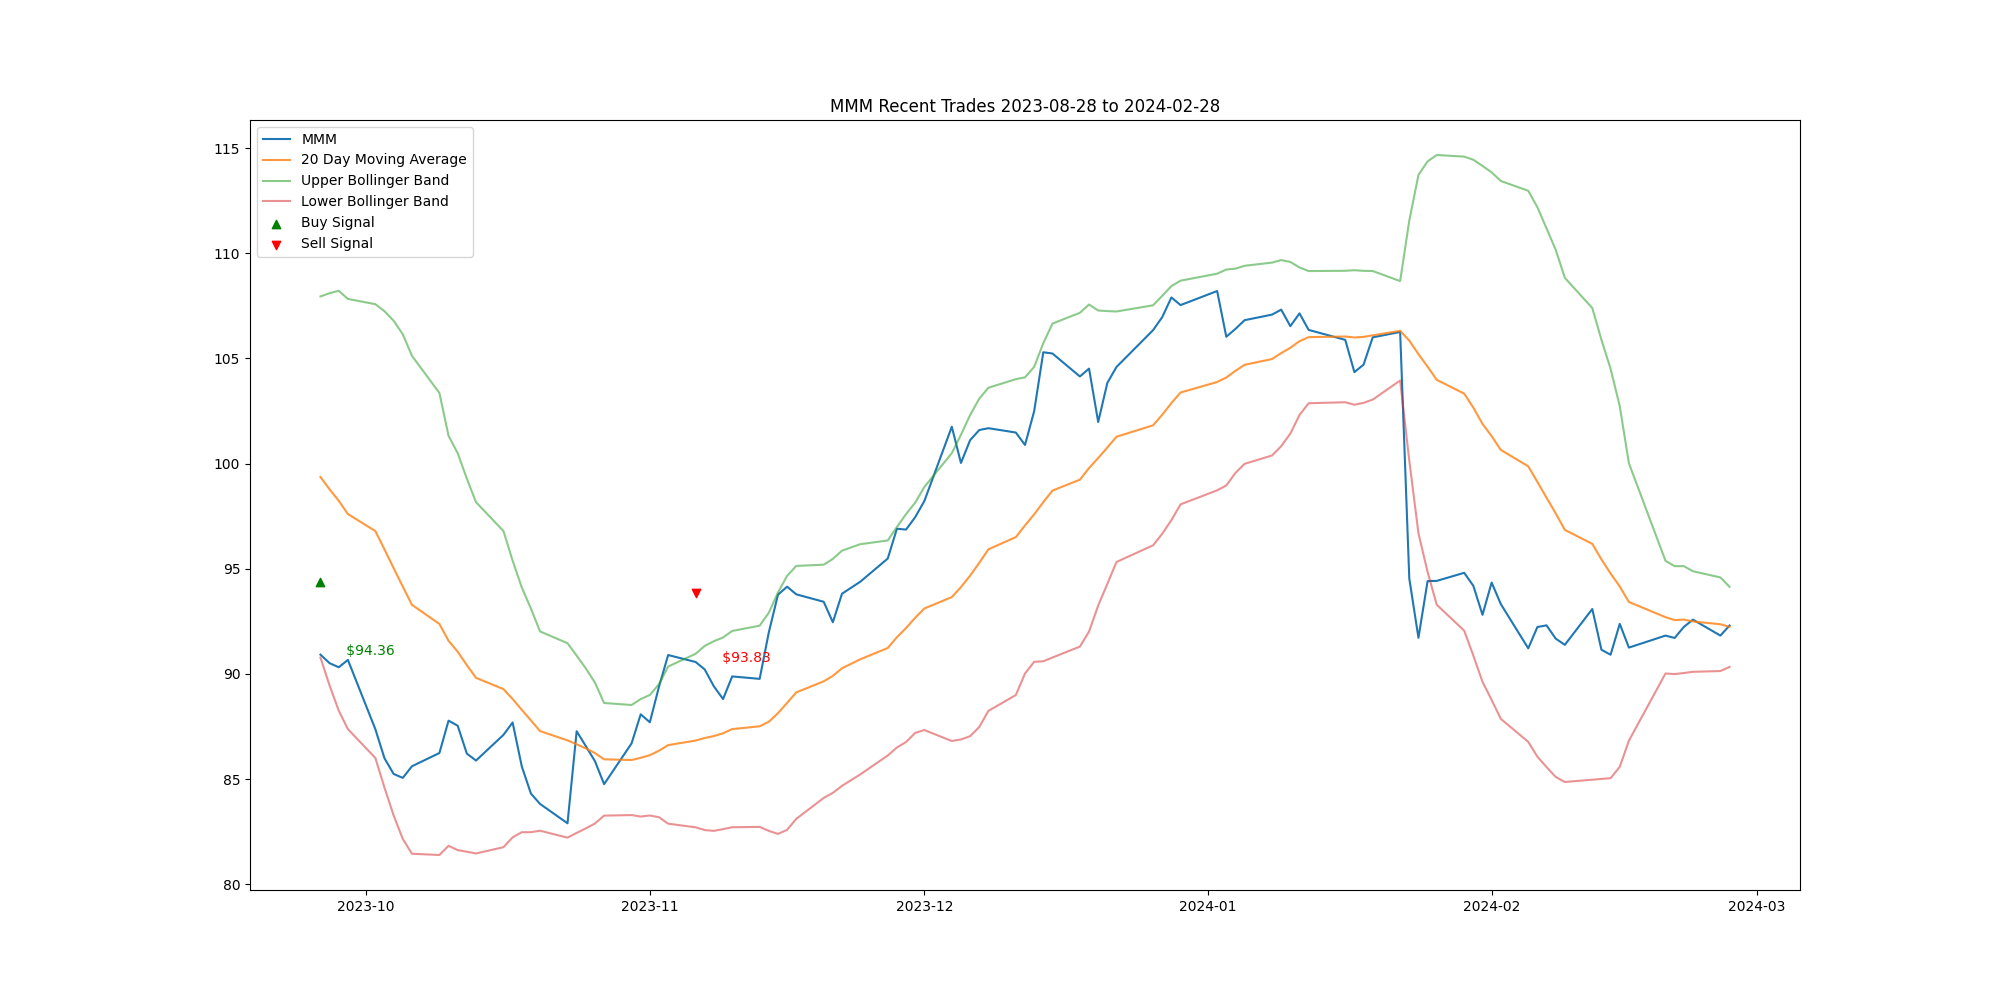 MMM Recent Trades 2023-08-28 to 2024-02-28
MMM
20 Day Moving Average
Upper Bollinger Band
Lower Bollinger Band
Buy Signal
Sell Signal
115
110
105
100
95
90
85
80
$94.36
$93.83
2023-10
2023-11
2023-12
2024-01
2024-02
2024-03